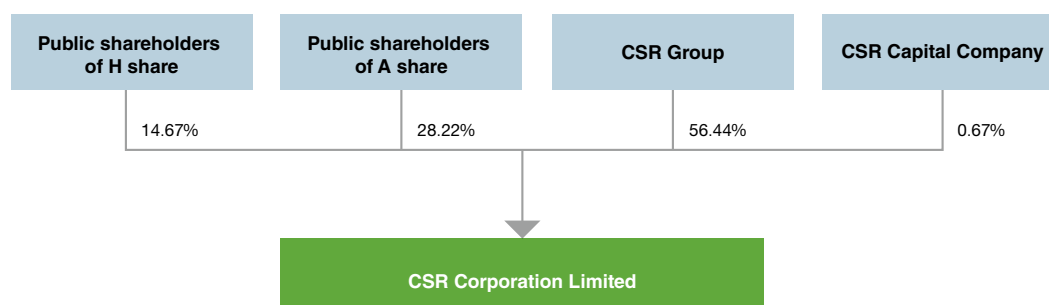 Public shareholders
of H share
Public shareholders
of A share
CSR Group
CSR Capital Company
14.67%
28.22%
56.44%
0.67%
CSR Corporation Limited